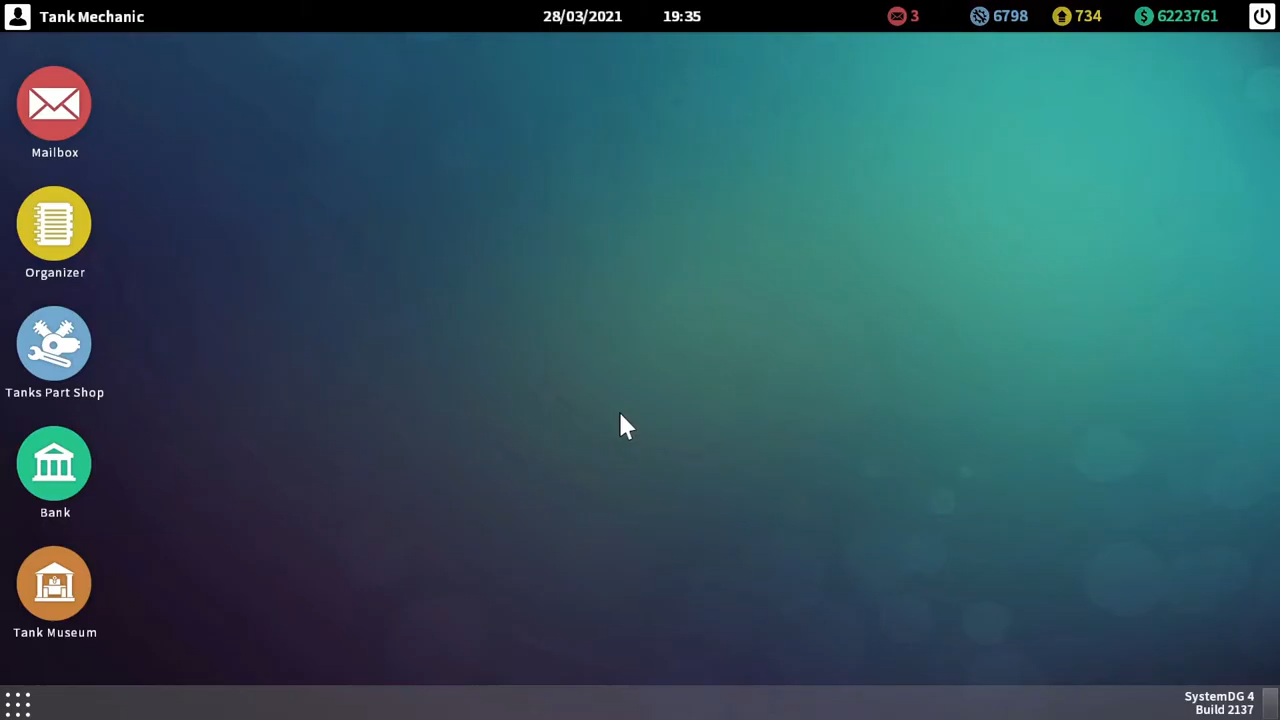 Tank Mechanic
28/03/2021 19:35
3 6798 734 6223761
Mailbox
Organizer
Tanks Part Shop
Bank
Tank Museum
SystemDG 4
Build 2137